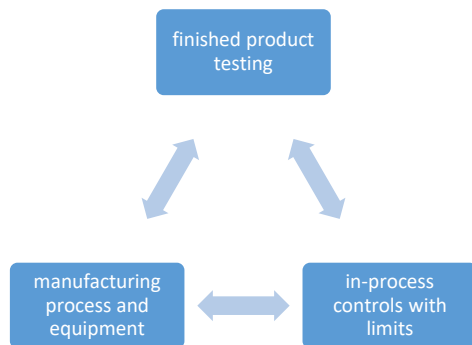 finished product
testing
manufacturing
process and
equipment
in-process
controls with
limits